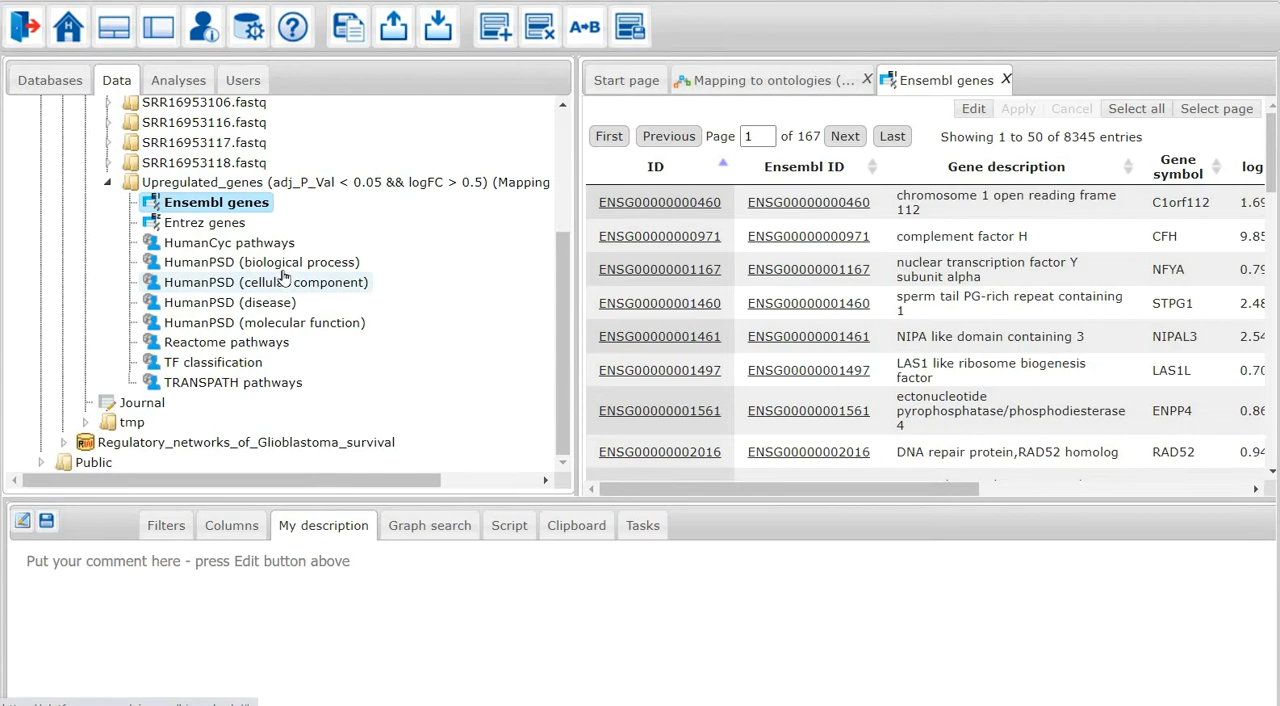 A➔B
Databases
Data
Analyses
Users
SRR16953106.fastq
SRR16953116.fastq
SRR16953117.fastq
SRR16953118.fastq
Upregulated_genes (adj_P_Val < 0.05 && logFC > 0.5) (Mapping
Ensembl genes
Entrez genes
HumanCyc pathways
HumanPSD (biological process)
HumanPSD (cellular component)
HumanPSD (disease)
HumanPSD (molecular function)
Reactome pathways
TF classification
TRANSPATH pathways
Journal
tmp
Regulatory_networks_of_Glioblastoma_survival
Public
Start page
Mapping to ontologies (... X
Ensembl genes X
Edit Apply Cancel Select all Select page
First Previous Page 1 of 167 Next Last Showing 1 to 50 of 8345 entries
ID Ensembl ID Gene description Gene symbol log
ENSG00000000460 ENSG00000000460 chromosome 1 open reading frame 112 C1orf112 1.69
ENSG00000000971 ENSG00000000971 complement factor H CFH 9.85
ENSG00000001167 ENSG00000001167 nuclear transcription factor Y subunit alpha NFYA 0.79
ENSG00000001460 ENSG00000001460 sperm tail PG-rich repeat containing 1 STPG1 2.48
ENSG00000001461 ENSG00000001461 NIPA like domain containing 3 NIPAL3 2.54
ENSG00000001497 ENSG00000001497 LAS1 like ribosome biogenesis factor LAS1L 0.70
ENSG00000001561 ENSG00000001561 ectonucleotide pyrophosphatase/phosphodiesterase 4 ENPP4 0.86
ENSG00000002016 ENSG00000002016 DNA repair protein,RAD52 homolog RAD52 0.94
Filters
Columns
My description
Graph search
Script
Clipboard
Tasks
Put your comment here - press Edit button above